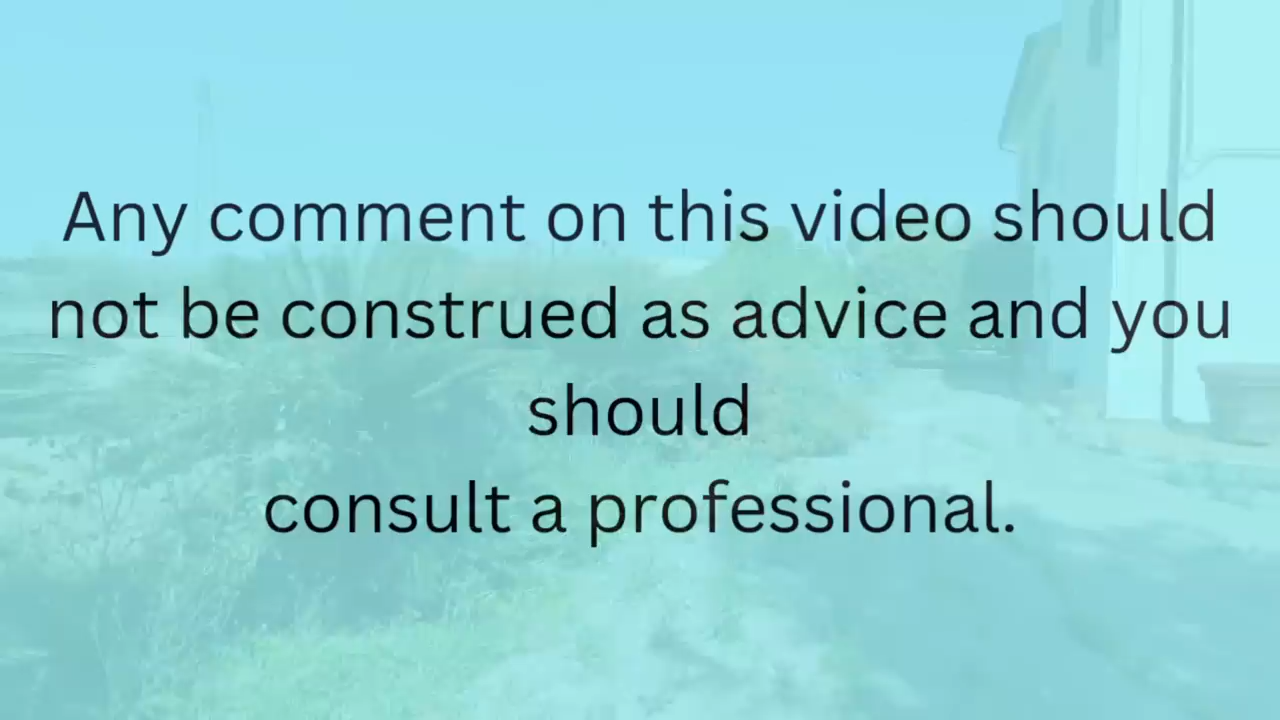 Any comment on this video should
not be construed as advice and you
should
consult a professional.